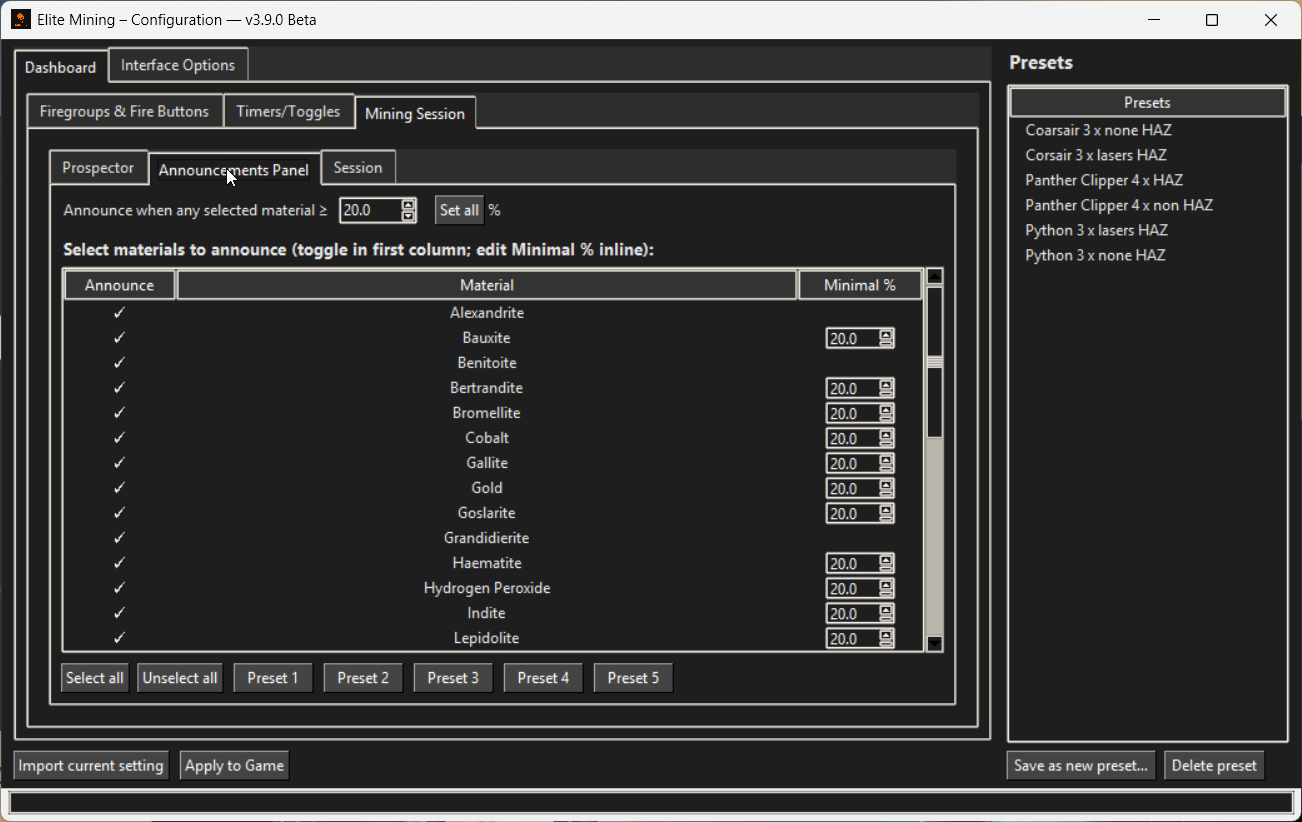 Elite Mining – Configuration — v3.9.0 Beta
Dashboard
Interface Options
Firegroups & Fire Buttons
Timers/Toggles
Mining Session
Prospector
Announcements Panel
Session
Announce when any selected material ≥ 20.0 Set all %
Select materials to announce (toggle in first column; edit Minimal % inline):
Announce Material Minimal %
✓ Alexandrite
✓ Bauxite 20.0
✓ Benitoite
✓ Bertrandite 20.0
✓ Bromellite 20.0
✓ Cobalt 20.0
✓ Gallite 20.0
✓ Gold 20.0
✓ Goslarite 20.0
✓ Grandidierite
✓ Haematite 20.0
✓ Hydrogen Peroxide 20.0
✓ Indite 20.0
✓ Lepidolite 20.0
Select all
Unselect all
Preset 1
Preset 2
Preset 3
Preset 4
Preset 5
Import current setting
Apply to Game
Presets
Presets
Coarsair 3 x none HAZ
Corsair 3 x lasers HAZ
Panther Clipper 4 x HAZ
Panther Clipper 4 x non HAZ
Python 3 x lasers HAZ
Python 3 x none HAZ
Save as new preset...
Delete preset